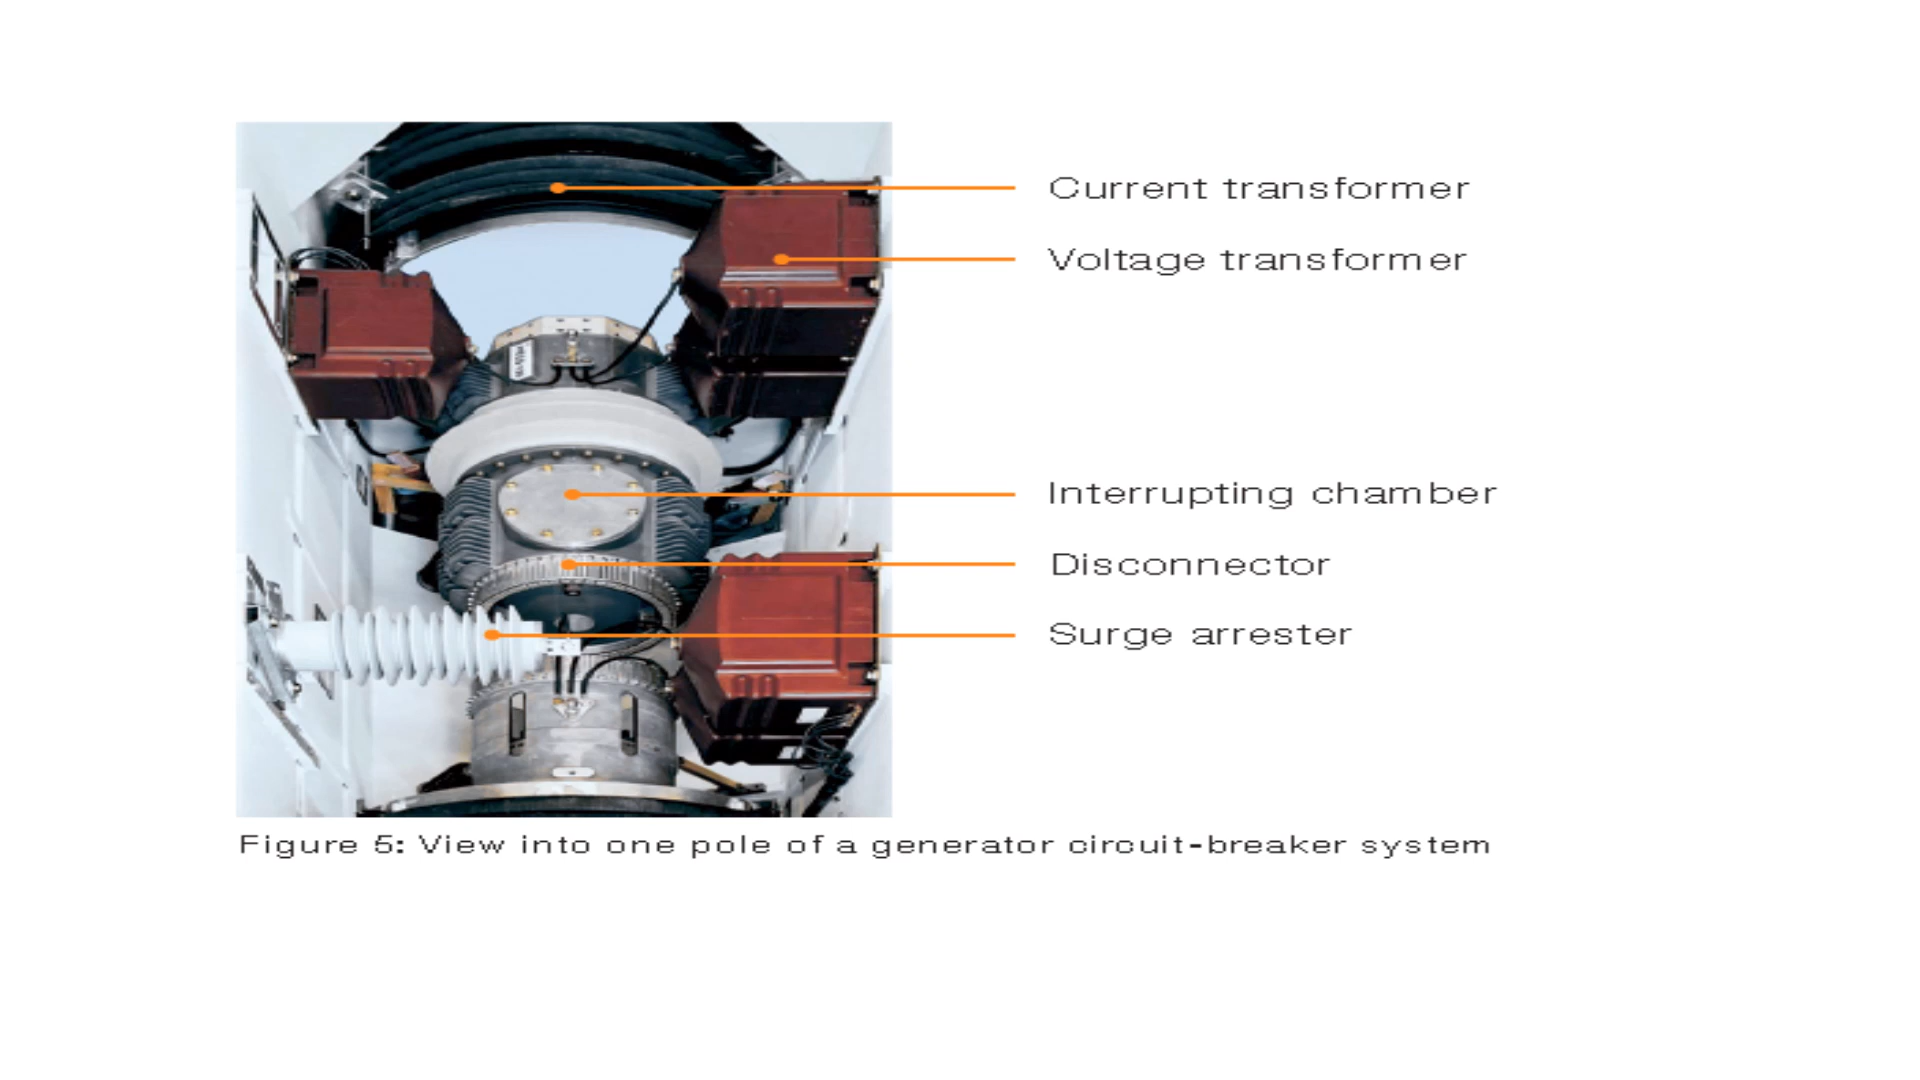 Current transformer
Voltage transformer
Interrupting chamber
Disconnector
Surge arrester
Figure 5: View into one pole of a generator circuit-breaker system